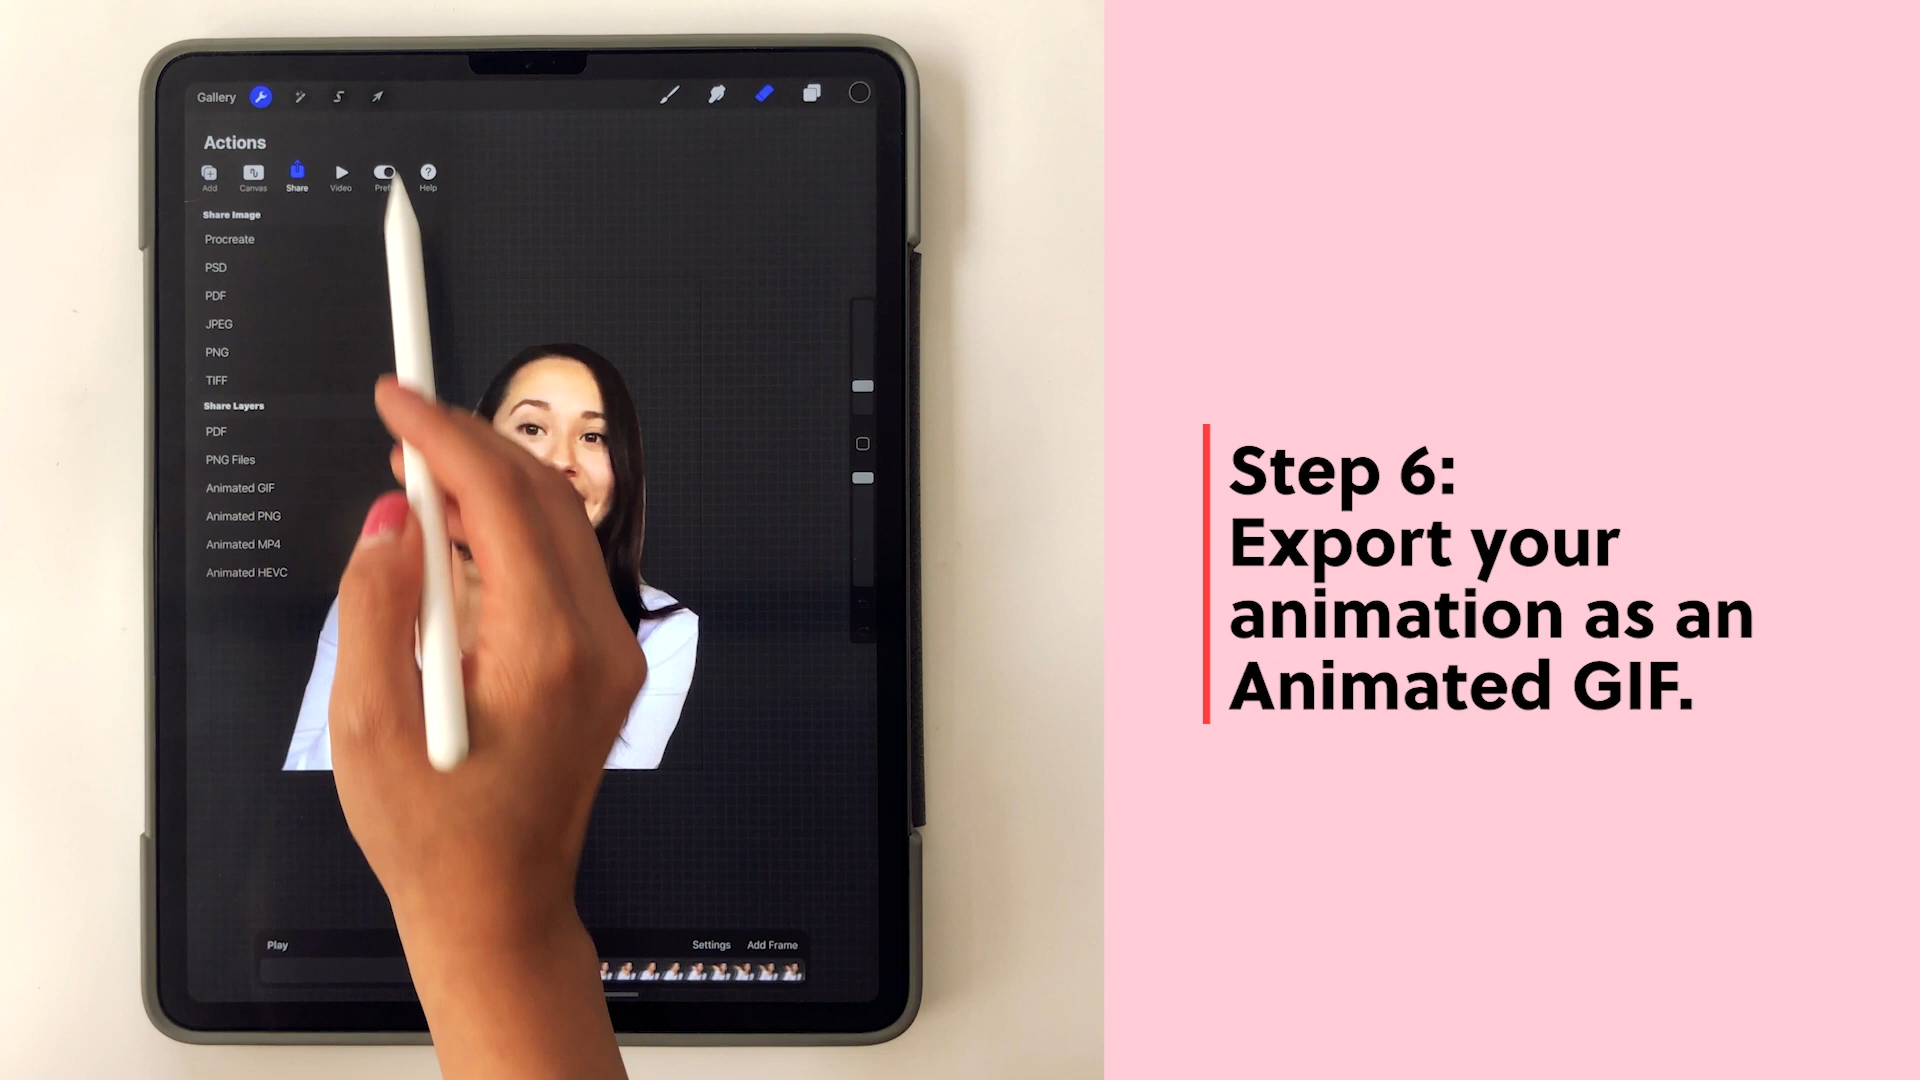 Gallery
Actions
Add
Canvas
Share
Video
Help
Share Image
Procreate
PSD
PDF
JPEG
PNG
TIFF
Share Layers
PDF
PNG Files
Animated GIF
Animated PNG
Animated MP4
Animated HEVC
Play
Settings
Add Frame
Step 6:
Export your
animation as an
Animated GIF.